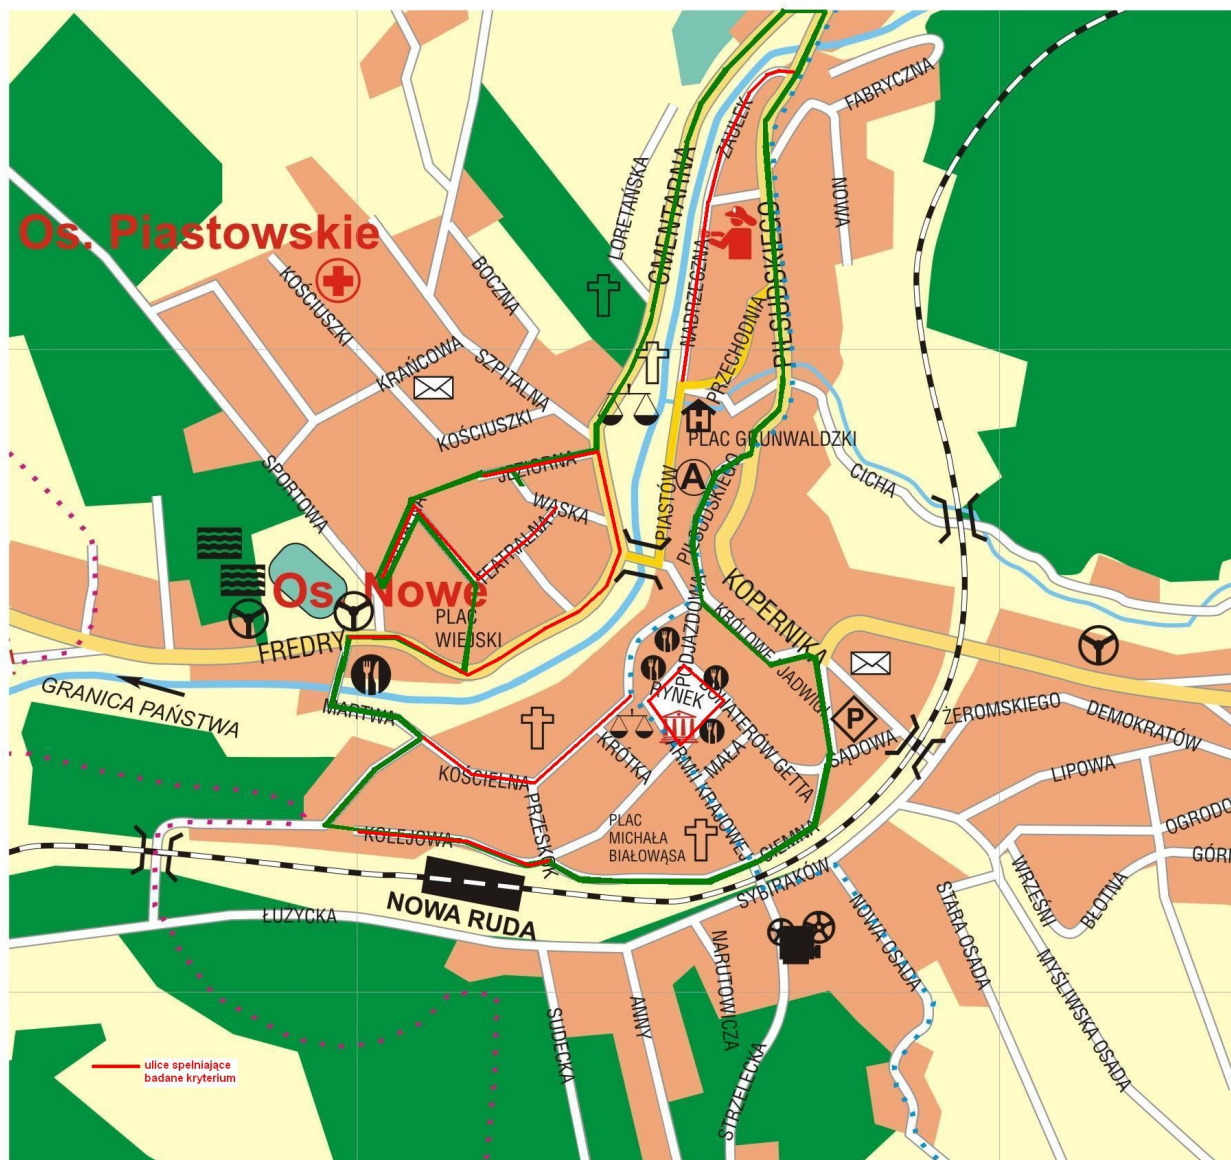 FABRYCZNA
ZAUŁEK
CMENTARNA
LORETAŃSKA
NOWA
Os. Piastowskie
KOŚCIUSZKI
BOCZNA
NADRZECZNA
PIŁSUDSKIEGO
PRZECHODNIA
KRAŃCOWA
SZPITALNA
KOŚCIUSZKI
H
PLAC GRUNWALDZKI
SPORTOWA
JEZIORNA
A
CICHA
WĄSKA
PIASTÓW
PIŁSUDSKIEGO
TEATRALNA
Os. Nowe
PLAC
WIEJSKI
FREDRY
KOPERNIKA
PODJAZDOWA
KRÓLOWEJ JADWIGI
GRANICA PAŃSTWA
MARTWA
RYNEK
BOHATERÓW GETTA
P
ŻEROMSKIEGO
DEMOKRATÓW
SĄDOWA
KOŚCIELNA
KRÓTKA
MAŁA
ARMII KRAJOWEJ
LIPOWA
KOLEJOWA
PRZESKOK
PLAC
MICHAŁA
BIAŁOWĄSA
CIEMNA
SYBIRAKÓW
WRZEŚNI
BŁOTNA
NOWA RUDA
ŁUŻYCKA
NARUTOWICZA
NOWA OSADA
STARA OSADA
MYŚLIWSKA OSADA
SUDECKA
ANNY
STRZELECKA
ulice spełniające
badane kryterium